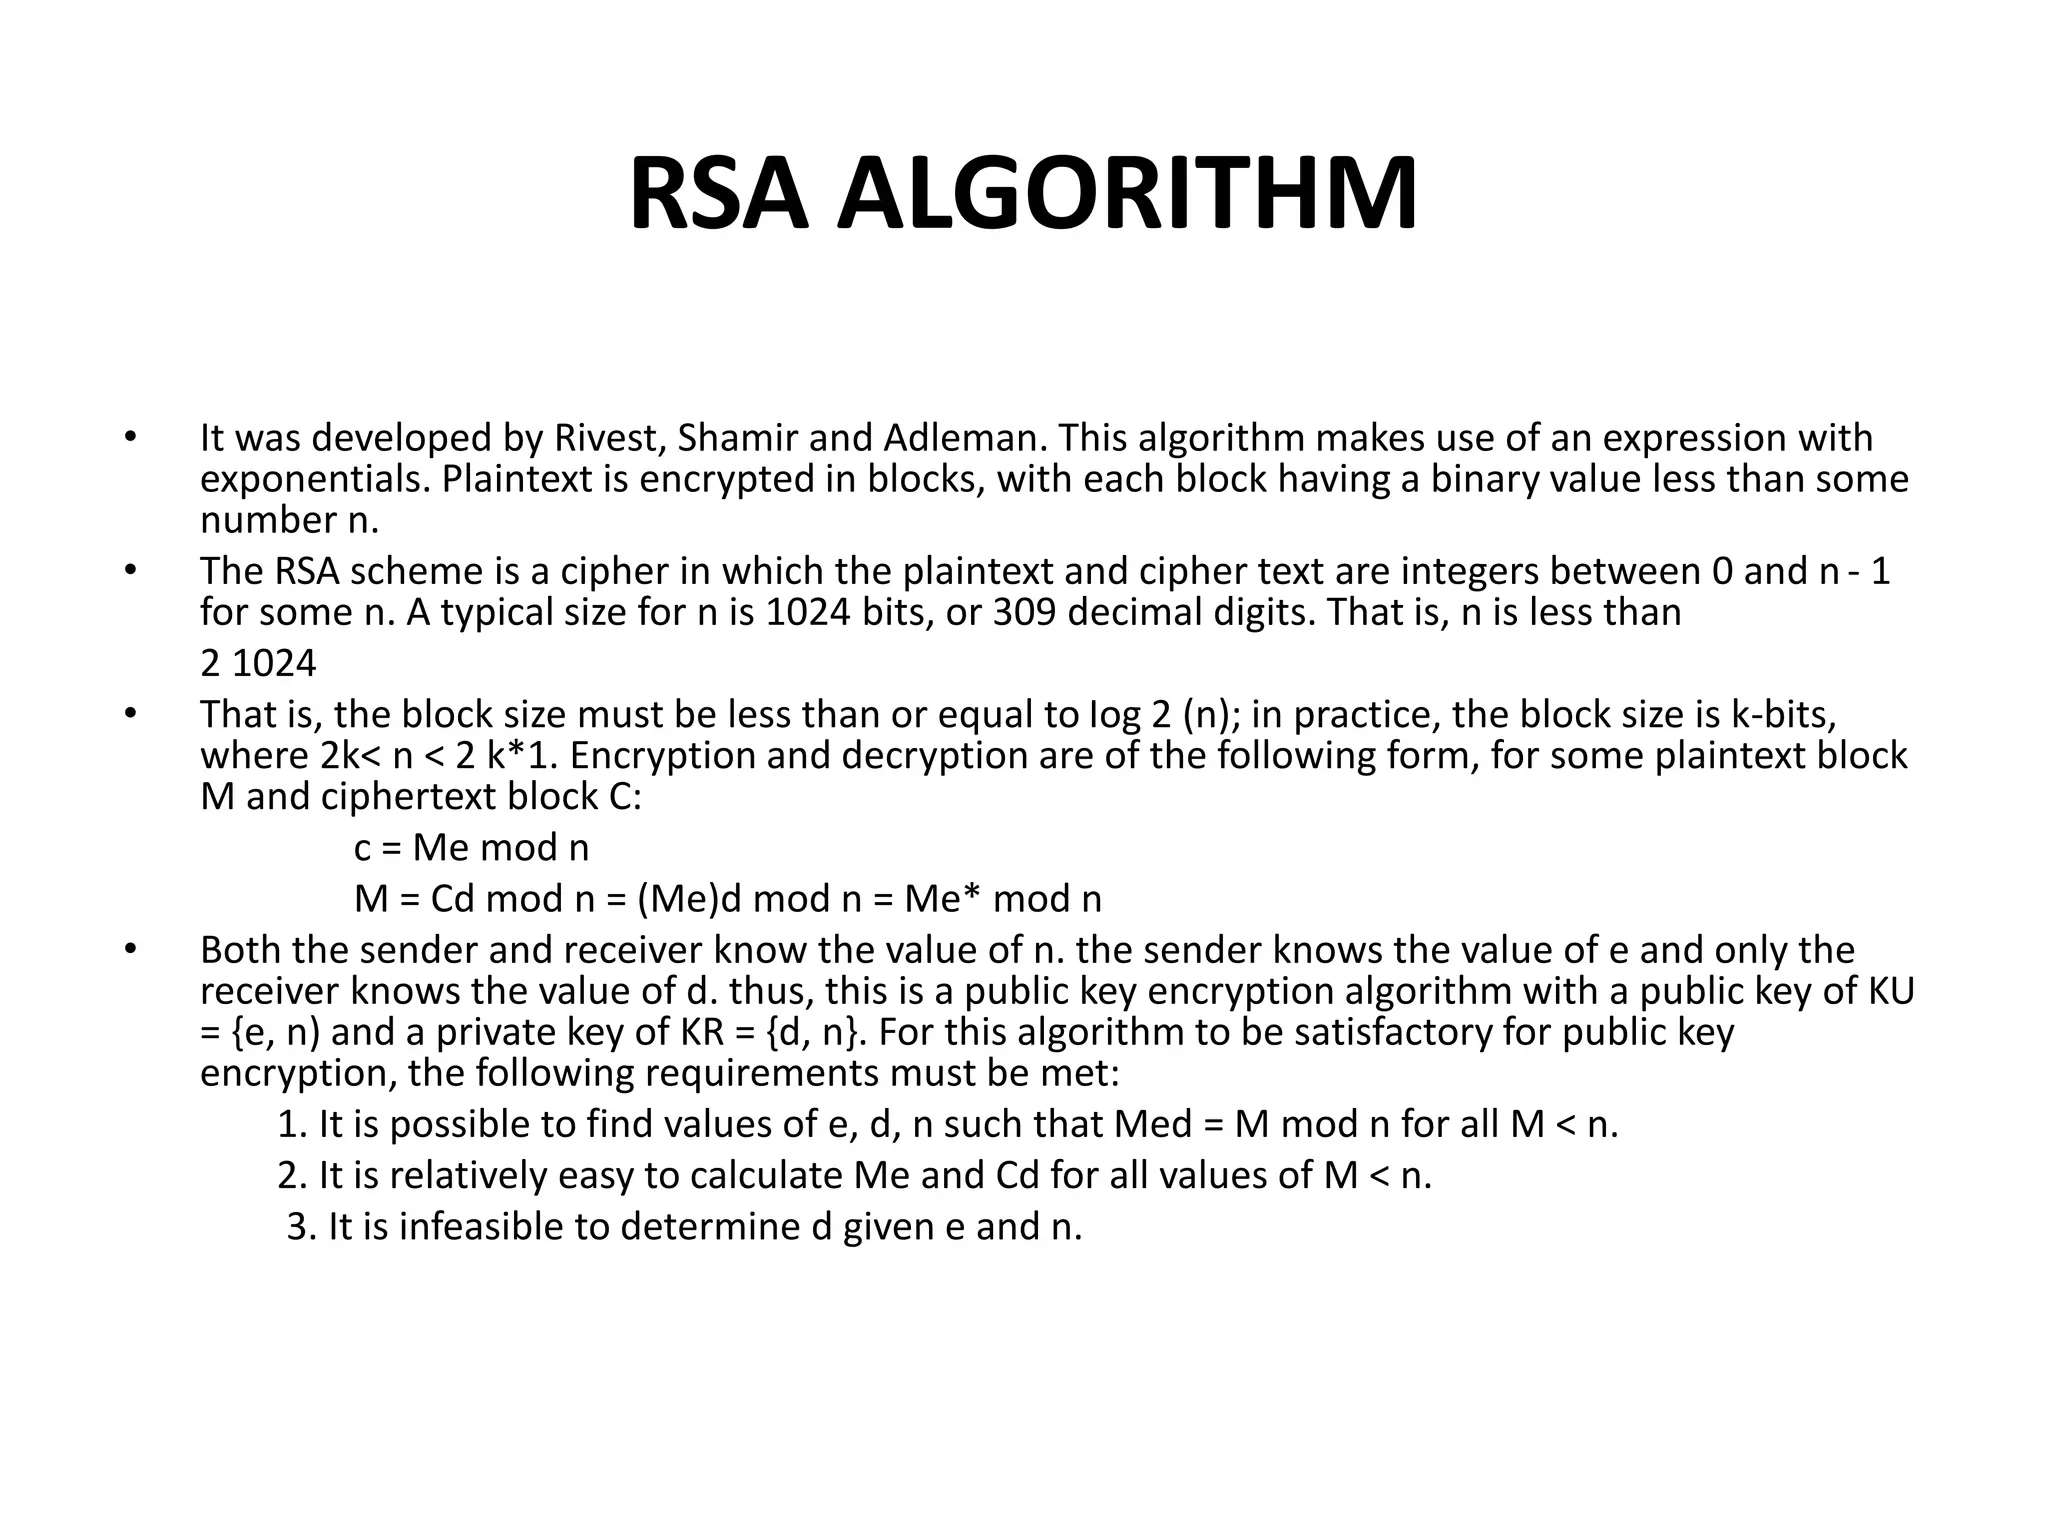 RSA ALGORITHM
• It was developed by Rivest, Shamir and Adleman. This algorithm makes use of an expression with
exponentials. Plaintext is encrypted in blocks, with each block having a binary value less than some
number n.
• The RSA scheme is a cipher in which the plaintext and cipher text are integers between 0 and n - 1
for some n. A typical size for n is 1024 bits, or 309 decimal digits. That is, n is less than
2 1024
• That is, the block size must be less than or equal to Iog 2 (n); in practice, the block size is k-bits,
where 2k< n < 2 k*1. Encryption and decryption are of the following form, for some plaintext block
M and ciphertext block C:
c = Me mod n
M = Cd mod n = (Me)d mod n = Me* mod n
• Both the sender and receiver know the value of n. the sender knows the value of e and only the
receiver knows the value of d. thus, this is a public key encryption algorithm with a public key of KU
= {e, n) and a private key of KR = {d, n}. For this algorithm to be satisfactory for public key
encryption, the following requirements must be met:
1. It is possible to find values of e, d, n such that Med = M mod n for all M < n.
2. It is relatively easy to calculate Me and Cd for all values of M < n.
3. It is infeasible to determine d given e and n.